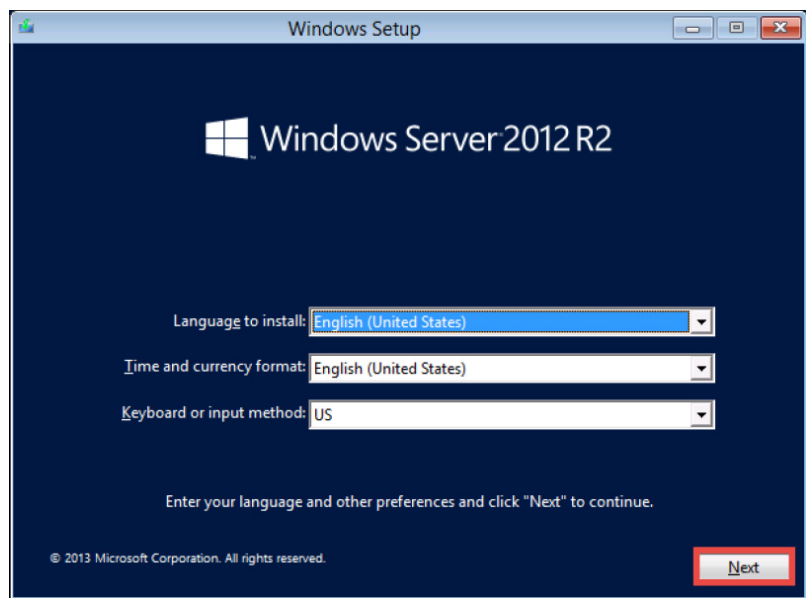 Windows Setup
Windows Server 2012 R2
Language to install: English (United States)
Time and currency format: English (United States)
Keyboard or input method: US
Enter your language and other preferences and click "Next" to continue.
© 2013 Microsoft Corporation. All rights reserved.
Next